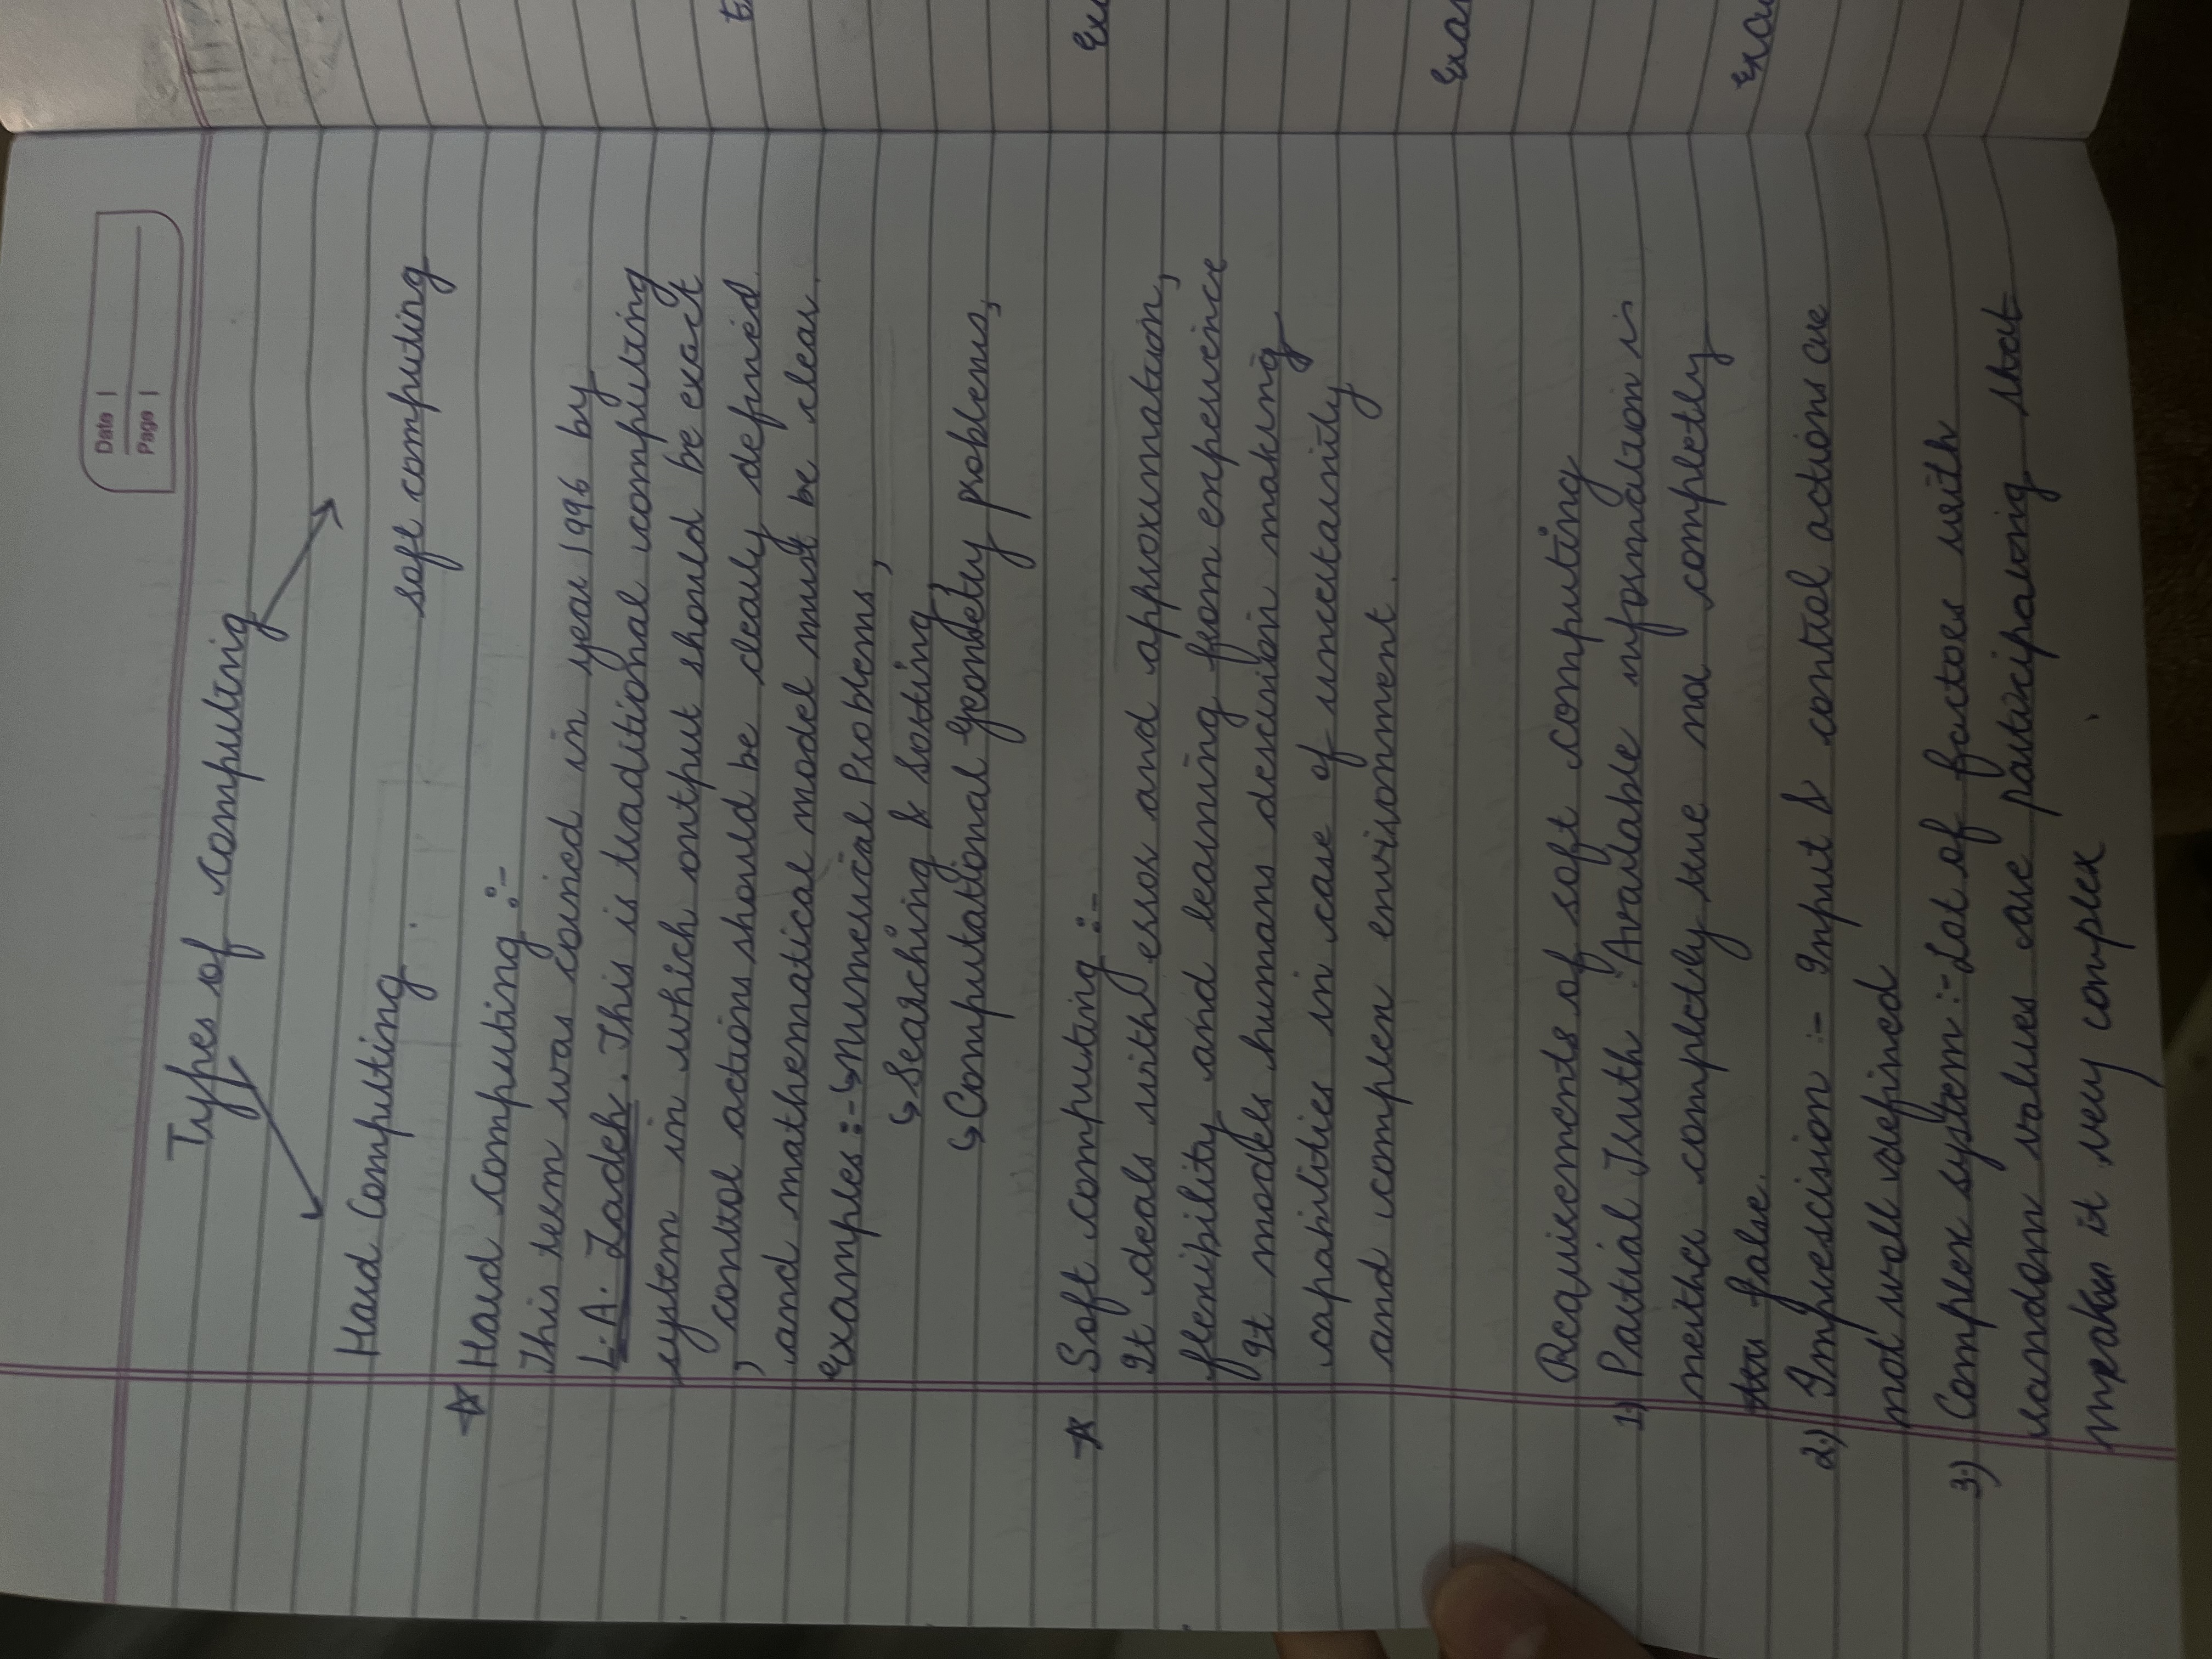 Date |
Page |
Types of computing
Hard Computing
soft computing
☆ Hard computing :-
This term was coined in year 1996 by
L.A. Zadeh. This is traditional computing
system in which output should be exact
, control actions should be clearly defined
and mathematical model must be clear.
examples :- ↳ Numerical Problems,
↳ Searching & Sorting,
↳ Computational Geometry problems,
☆ Soft computing :-
It deals with error and approximation,
flexibility and learning from experience
It models humans descision making
capabilities in case of uncertainity
and complex environment.
Requirements of soft computing
1) Partial Truth :- Available information is
neither completly true nor completly
false.
2.) Imprescision :- Input & control actions are
not well defined
3.) Complex system :- Lot of factors with
random values are participating that
makes it very complex